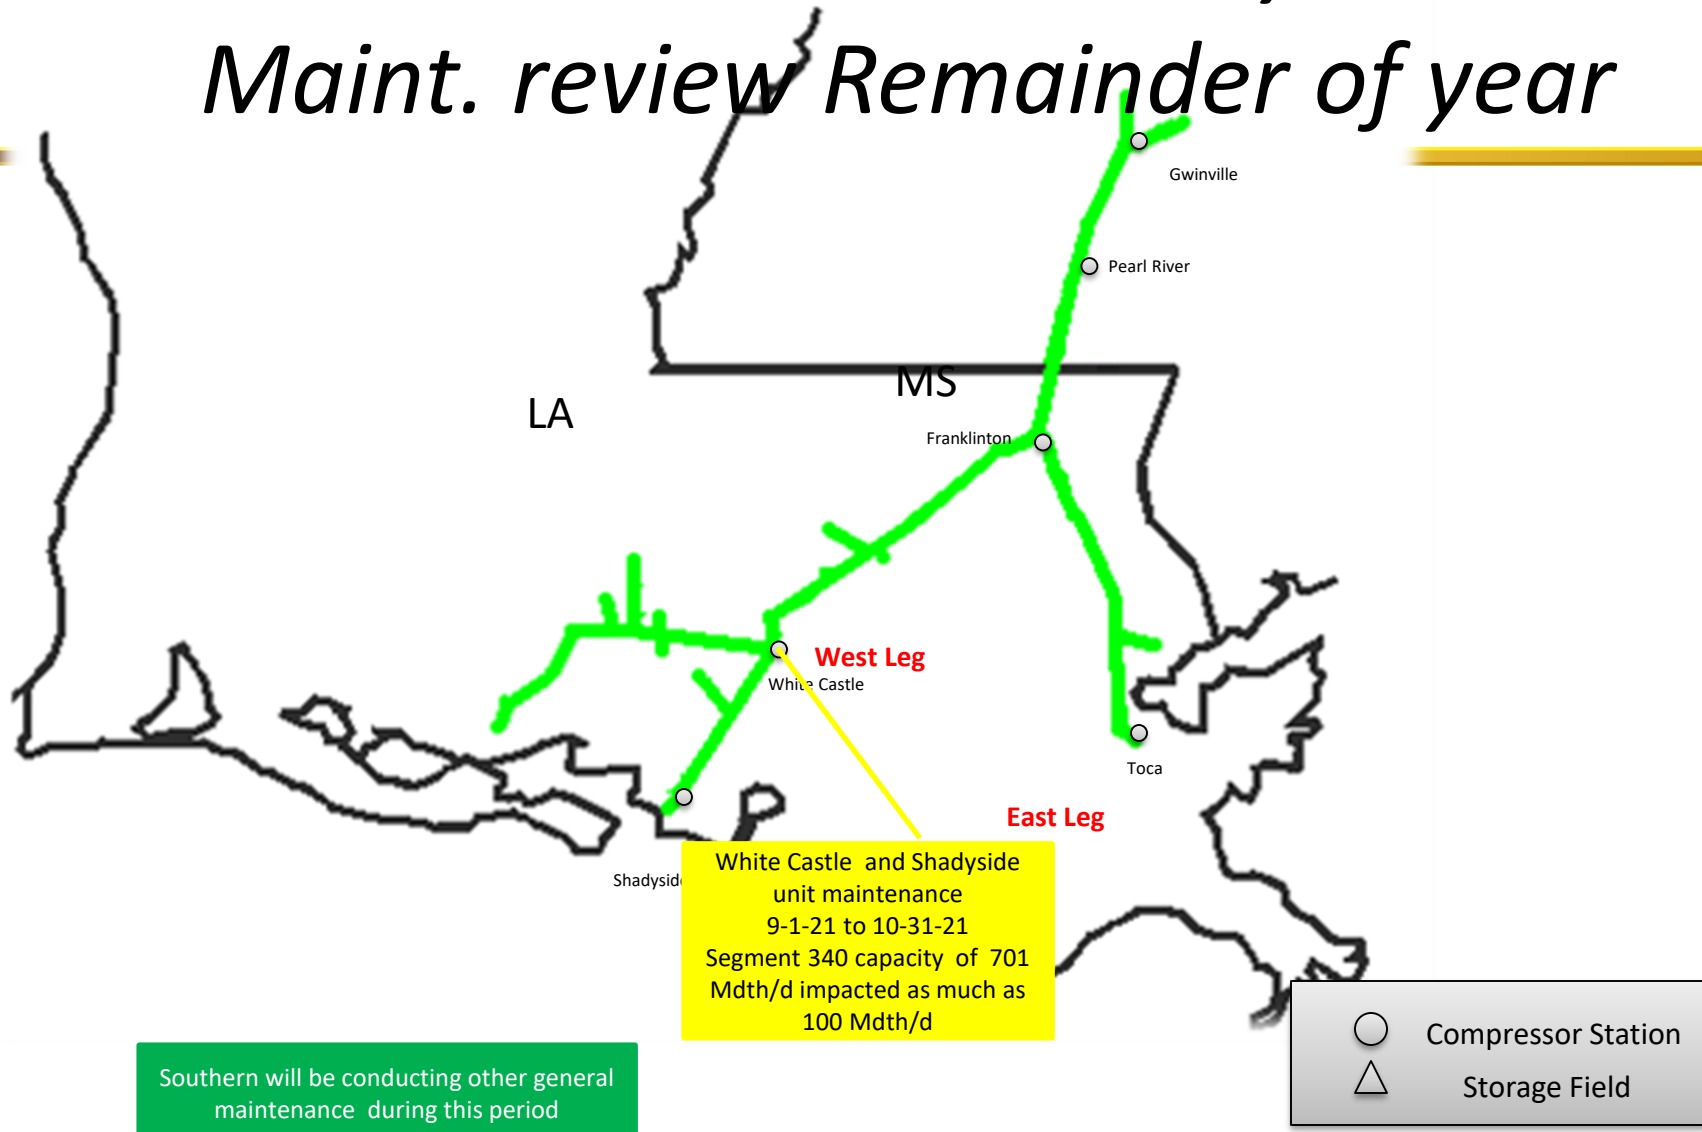 Maint. review Remainder of year
Gwinville
Pearl River
MS
LA
Franklinton
West Leg
White Castle
Toca
East Leg
White Castle and Shadyside
unit maintenance
9-1-21 to 10-31-21
Segment 340 capacity of 701
Mdth/d impacted as much as
100 Mdth/d
Shadysid
Compressor Station
Storage Field
Southern will be conducting other general
maintenance during this period